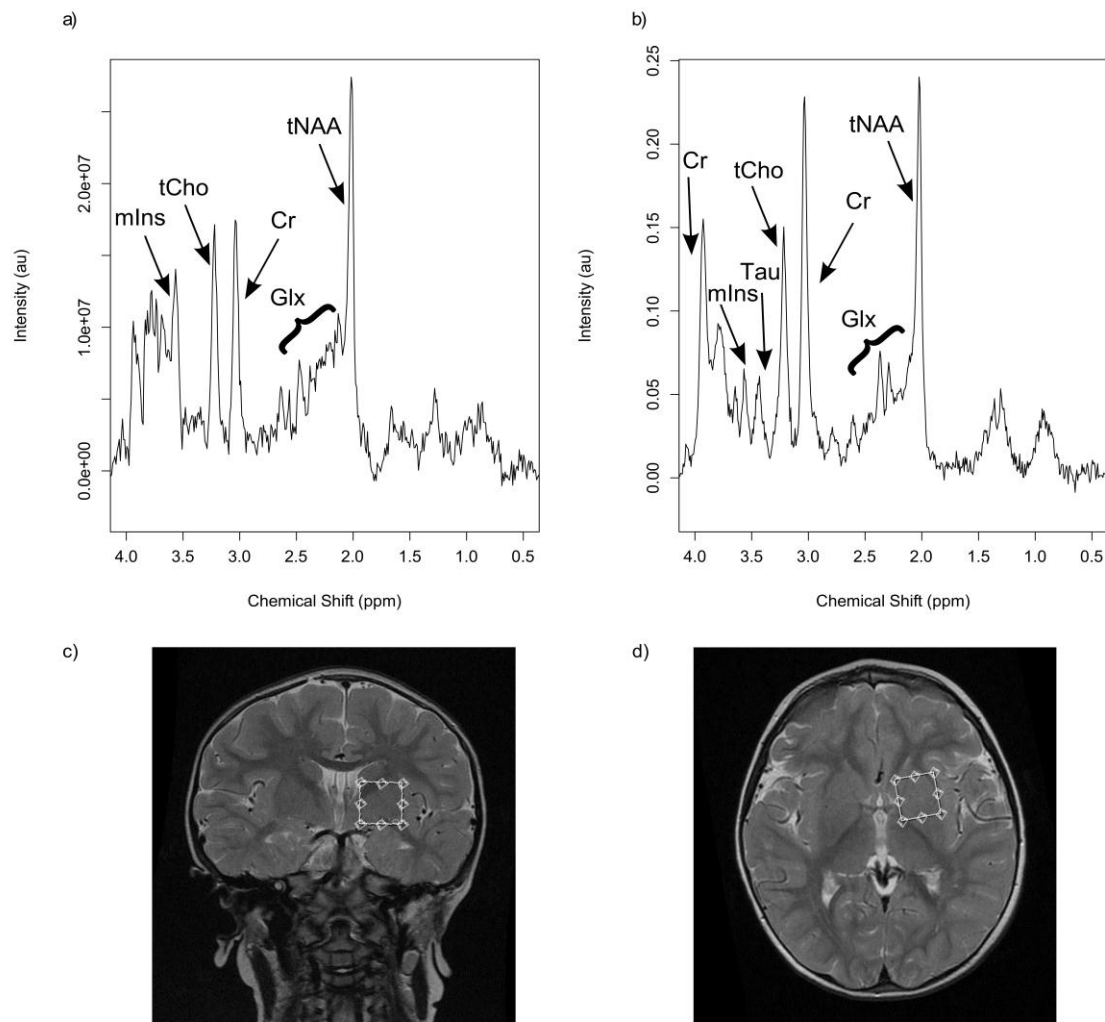 a)
tNAA
tCho
mIns
Cr
Glx
Intensity (au)
0.0e+00
1.0e+07
2.0e+07
4.0 3.5 3.0 2.5 2.0 1.5 1.0 0.5
Chemical Shift (ppm)
b)
Cr
tNAA
tCho
Cr
Tau
mIns
Glx
Intensity (au)
0.00
0.05
0.10
0.15
0.20
0.25
4.0 3.5 3.0 2.5 2.0 1.5 1.0 0.5
Chemical Shift (ppm)
c)
d)